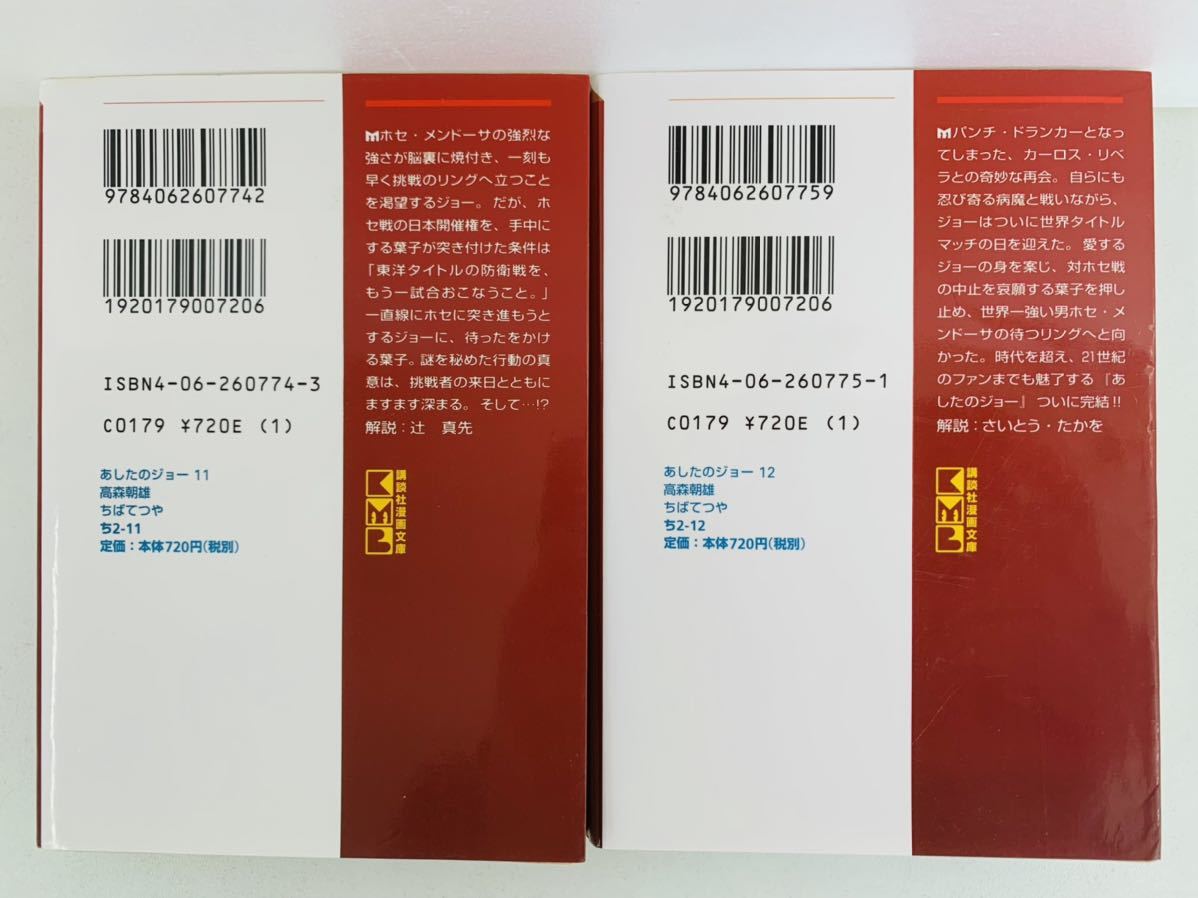 9784062607742
1920179007206
ISBN4-06-260774-3
C0179 ¥720E (1)
あしたのジョー 11
高森朝雄
ちばてつや
ち2-11
定価：本体720円(税別)
Mホセ・メンドーサの強烈な
強さが脳裏に焼付き、一刻も
早く挑戦のリングへ立つこと
を渇望するジョー。だが、ホ
セ戦の日本開催権を、手中に
する葉子が突き付けた条件は
「東洋タイトルの防衛戦を、
もう一試合おこなうこと。」
一直線にホセに突き進もうと
するジョーに、待ったをかけ
る葉子。謎を秘めた行動の真
意は、挑戦者の来日とともに
ますます深まる。そして…!?
解説：辻 真先
KMB
講談社漫画文庫
9784062607759
1920179007206
ISBN4-06-260775-1
C0179 ¥720E (1)
あしたのジョー 12
高森朝雄
ちばてつや
ち2-12
定価：本体720円(税別)
Mパンチ・ドランカーとなっ
てしまった、カーロス・リベ
ラとの奇妙な再会。自らにも
忍び寄る病魔と戦いながら、
ジョーはついに世界タイトル
マッチの日を迎えた。愛する
ジョーの身を案じ、対ホセ戦
の中止を哀願する葉子を押し
止め、世界一強い男ホセ・メ
ンドーサの待つリングへと向
かった。時代を超え、21世紀
のファンまでも魅了する『あ
したのジョー』ついに完結!!
解説：さいとう・たかを
KMB
講談社漫画文庫